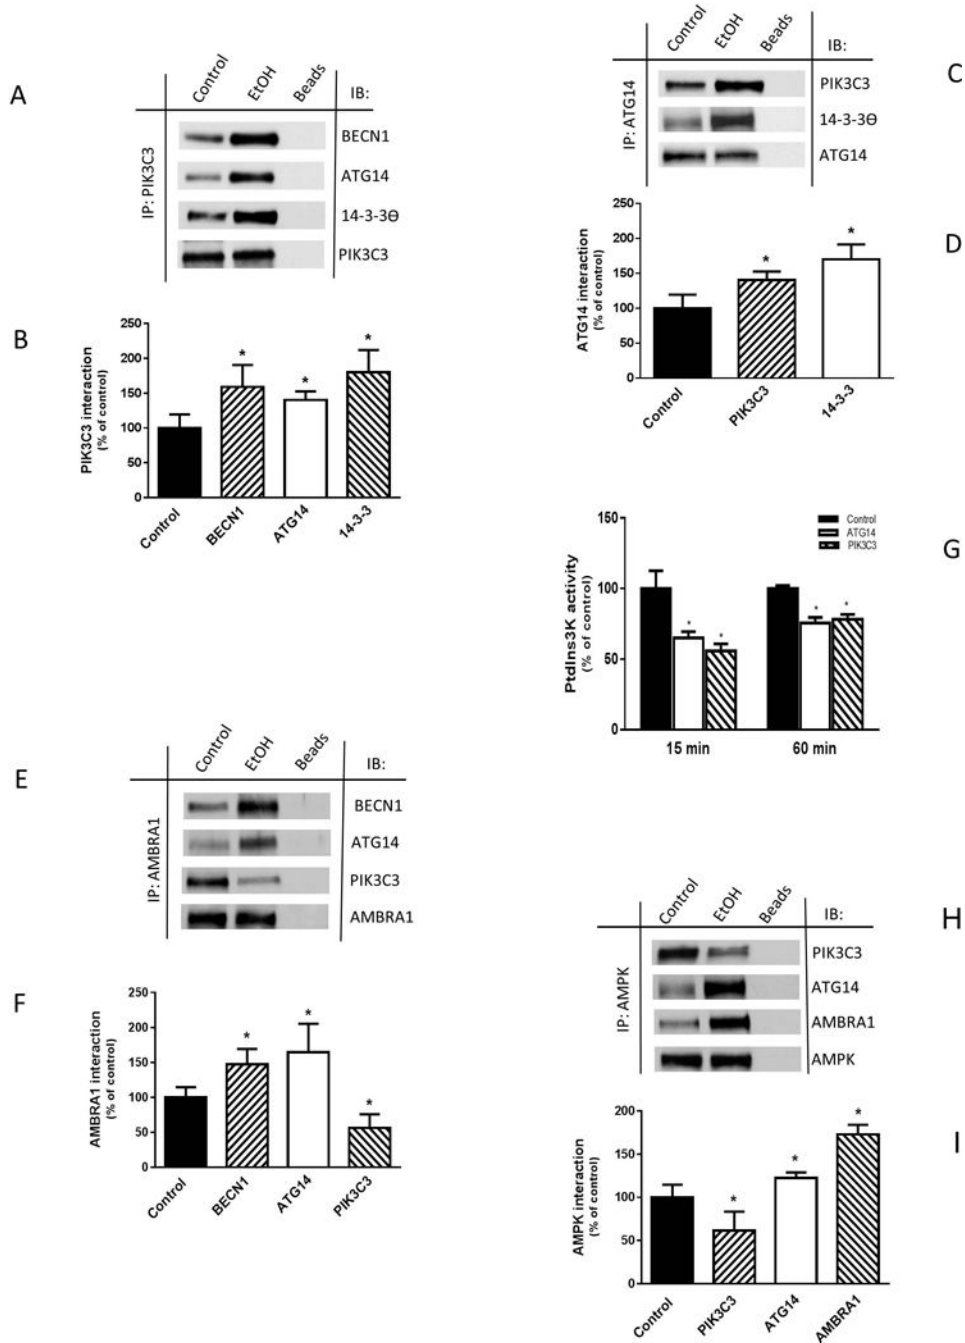 A
Control EtOH Beads IB:
IP: PIK3C3
BECN1
ATG14
14-3-3Θ
PIK3C3
B
PIK3C3 interaction
(% of control)
250
200
150
100
50
0
* * *
Control BECN1 ATG14 14-3-3
C
Control EtOH Beads IB:
IP: ATG14
PIK3C3
14-3-3Θ
ATG14
D
ATG14 interaction
(% of control)
250
200
150
100
50
0
* *
Control PIK3C3 14-3-3
G
PtdIns3K activity
(% of control)
150
100
50
0
Control
ATG14
PIK3C3
* * * *
15 min 60 min
E
Control EtOH Beads IB:
IP: AMBRA1
BECN1
ATG14
PIK3C3
AMBRA1
F
AMBRA1 interaction
(% of control)
250
200
150
100
50
0
* * *
Control BECN1 ATG14 PIK3C3
H
Control EtOH Beads IB:
IP: AMPK
PIK3C3
ATG14
AMBRA1
AMPK
I
AMPK interaction
(% of control)
200
150
100
50
0
* * *
Control PIK3C3 ATG14 AMBRA1